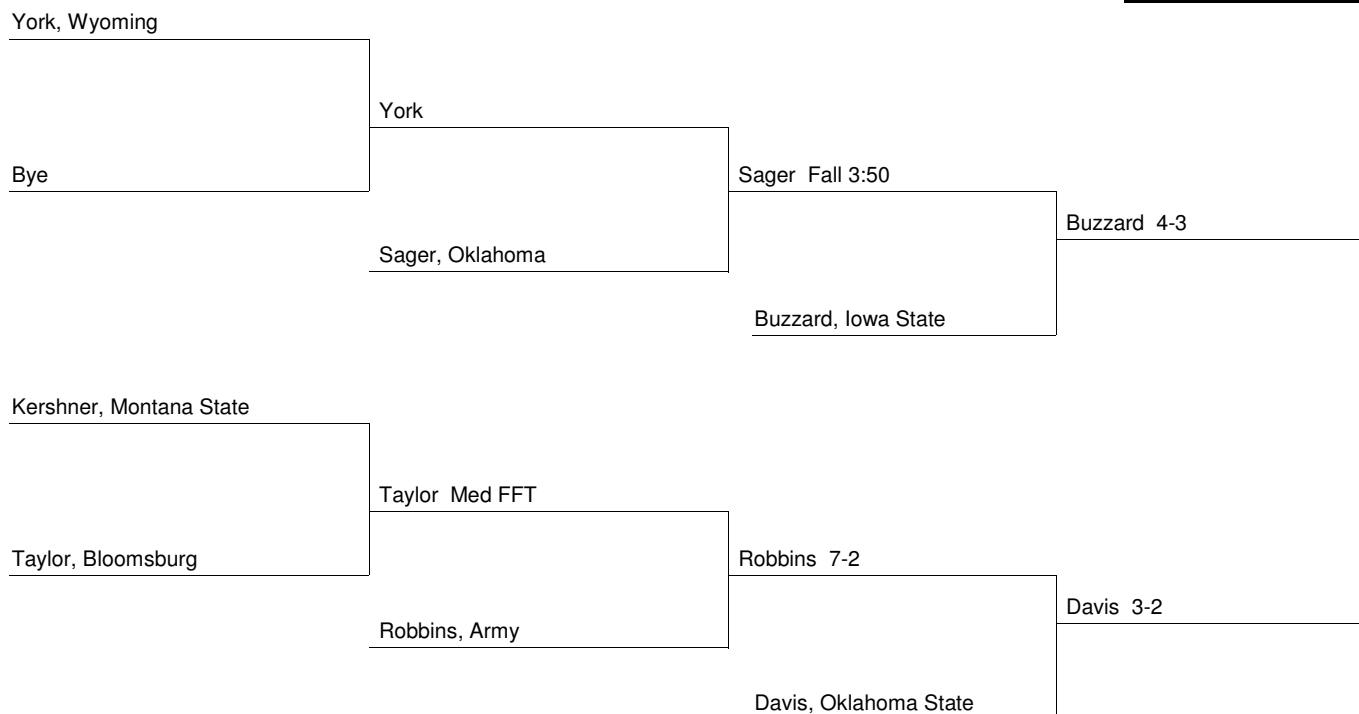 York, Wyoming
York
Bye
Sager  Fall 3:50
Buzzard  4-3
Sager, Oklahoma
Buzzard, Iowa State
Kershner, Montana State
Taylor  Med FFT
Taylor, Bloomsburg
Robbins  7-2
Davis  3-2
Robbins, Army
Davis, Oklahoma State